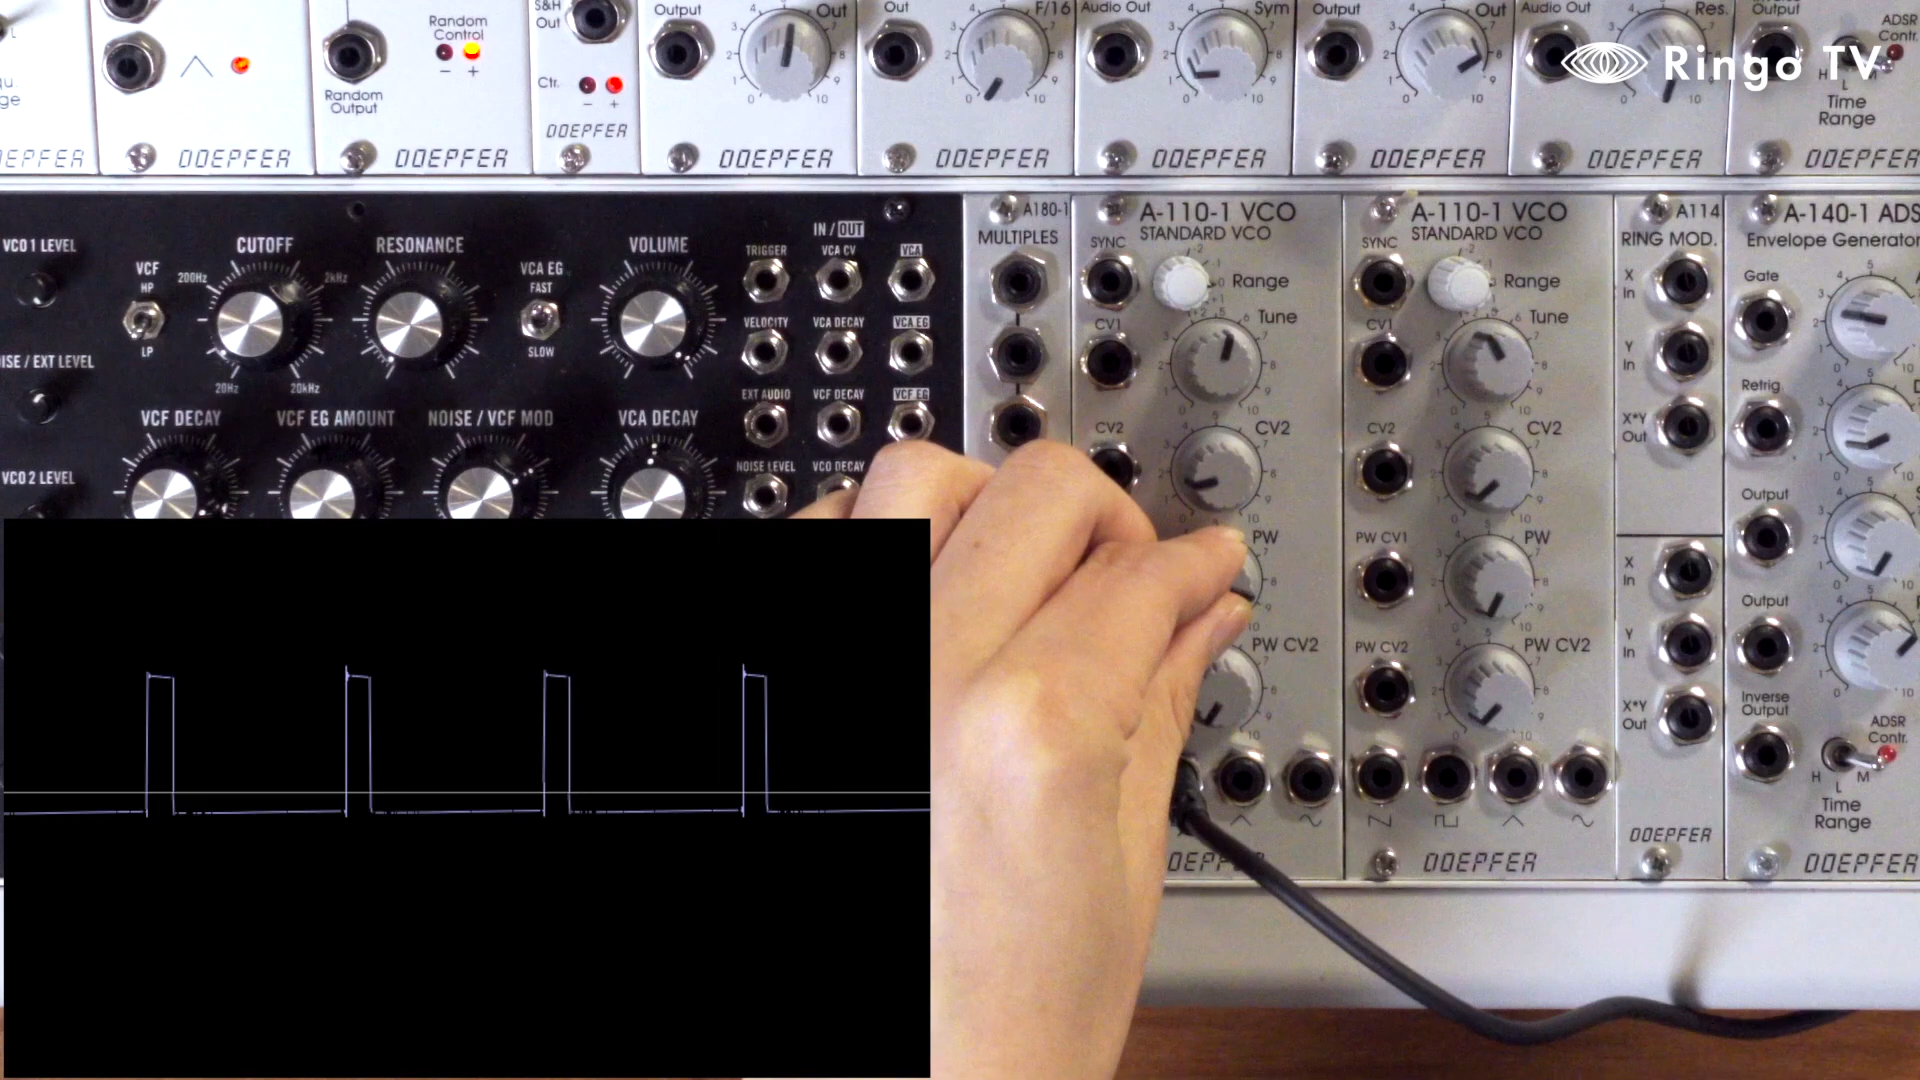 Ringo TV
Output
Out
Out
F/16
Audio Out
Sym
Output
Out
Audio Out
Res.
Output
ADSR
Contr.
S&H
Out
Random
Control
Ctr.
Random
Output
H
L
Time
Range
DOEPFER
DOEPFER
DOEPFER
DOEPFER
DOEPFER
DOEPFER
DOEPFER
DOEPFER
DOEPFER
VCO 1 LEVEL
VCF
HP
LP
CUTOFF
200Hz
2kHz
20Hz
20kHz
RESONANCE
VCA EG
FAST
SLOW
VOLUME
IN / OUT
TRIGGER
VCA CV
VCA
VELOCITY
VCA DECAY
VCA EG
EXT AUDIO
VCF DECAY
VCF EG
NOISE LEVEL
VCO DECAY
ISE / EXT LEVEL
VCF DECAY
VCF EG AMOUNT
NOISE / VCF MOD
VCA DECAY
VCO 2 LEVEL
A180-1
MULTIPLES
A-110-1 VCO
STANDARD VCO
SYNC
Range
Tune
CV1
CV2
CV2
PW
PW CV2
DOEPFER
A-110-1 VCO
STANDARD VCO
SYNC
Range
Tune
CV1
CV2
CV2
PW
PW CV1
PW CV2
PW CV2
DOEPFER
A114
RING MOD.
X
In
Y
In
X*Y
Out
X
In
Y
In
X*Y
Out
DOEPFER
A-140-1 ADS
Envelope Generator
Gate
Retrig
Output
Output
Inverse
Output
ADSR
Contr.
H
M
L
Time
Range
DOEPFER